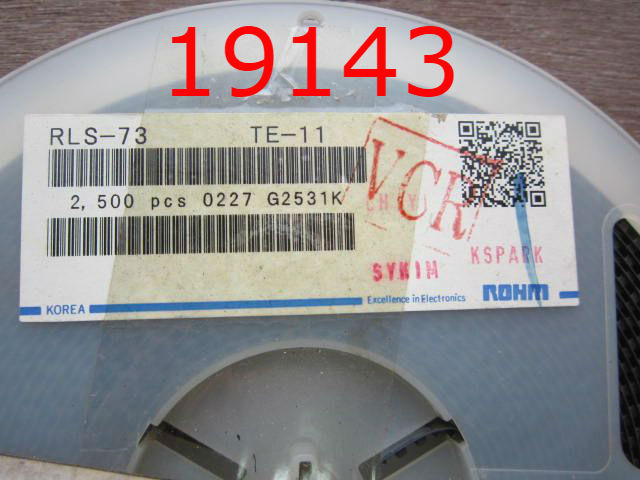 19143
RLS-73 TE-11
2,500 pcs 0227 G2531K
VCR
SYKIM KSPARK
KOREA Excellence in Electronics ROHM